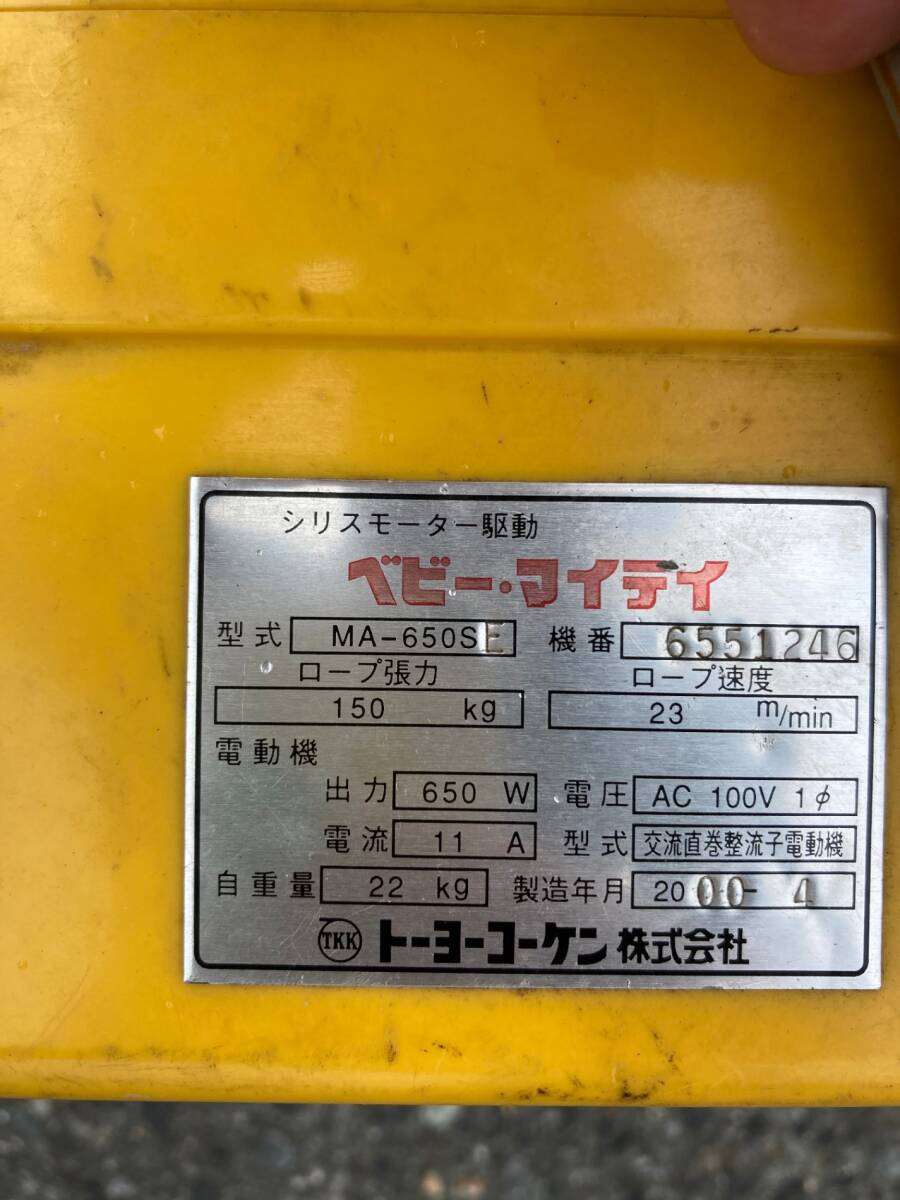 シリスモーター駆動
ベビー・マイティ
型式 MA-650SE 機番 6551246
ロープ張力 ロープ速度
150 kg 23 m/min
電動機
出力 650 W 電圧 AC 100V 1φ
電流 11 A 型式 交流直巻整流子電動機
自重量 22 kg 製造年月 2000-4
TKK トーヨーコーケン株式会社